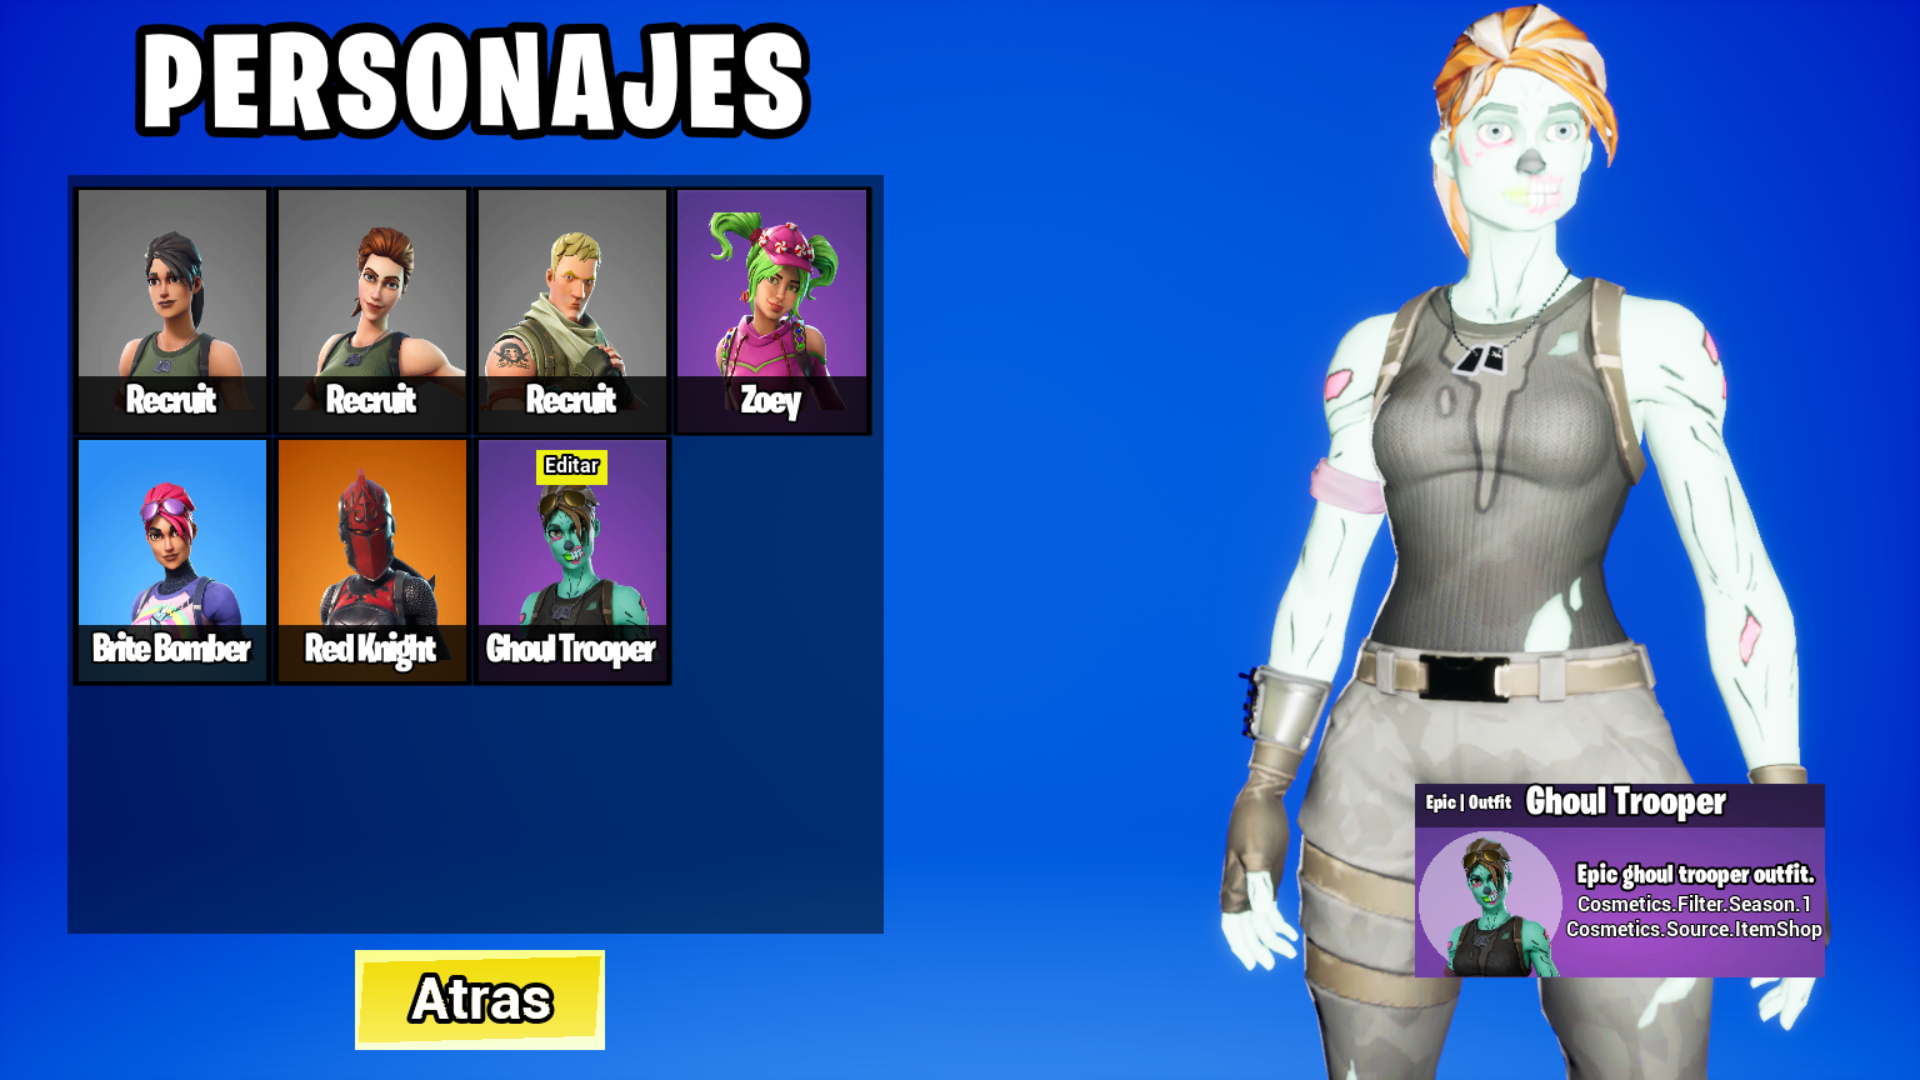 PERSONAJES
Recruit
Recruit
Recruit
Zoey
Brite Bomber
Red Knight
Editar
Ghoul Trooper
Atras
Epic | Outfit Ghoul Trooper
Epic ghoul trooper outfit.
Cosmetics.Filter.Season.1
Cosmetics.Source.ItemShop